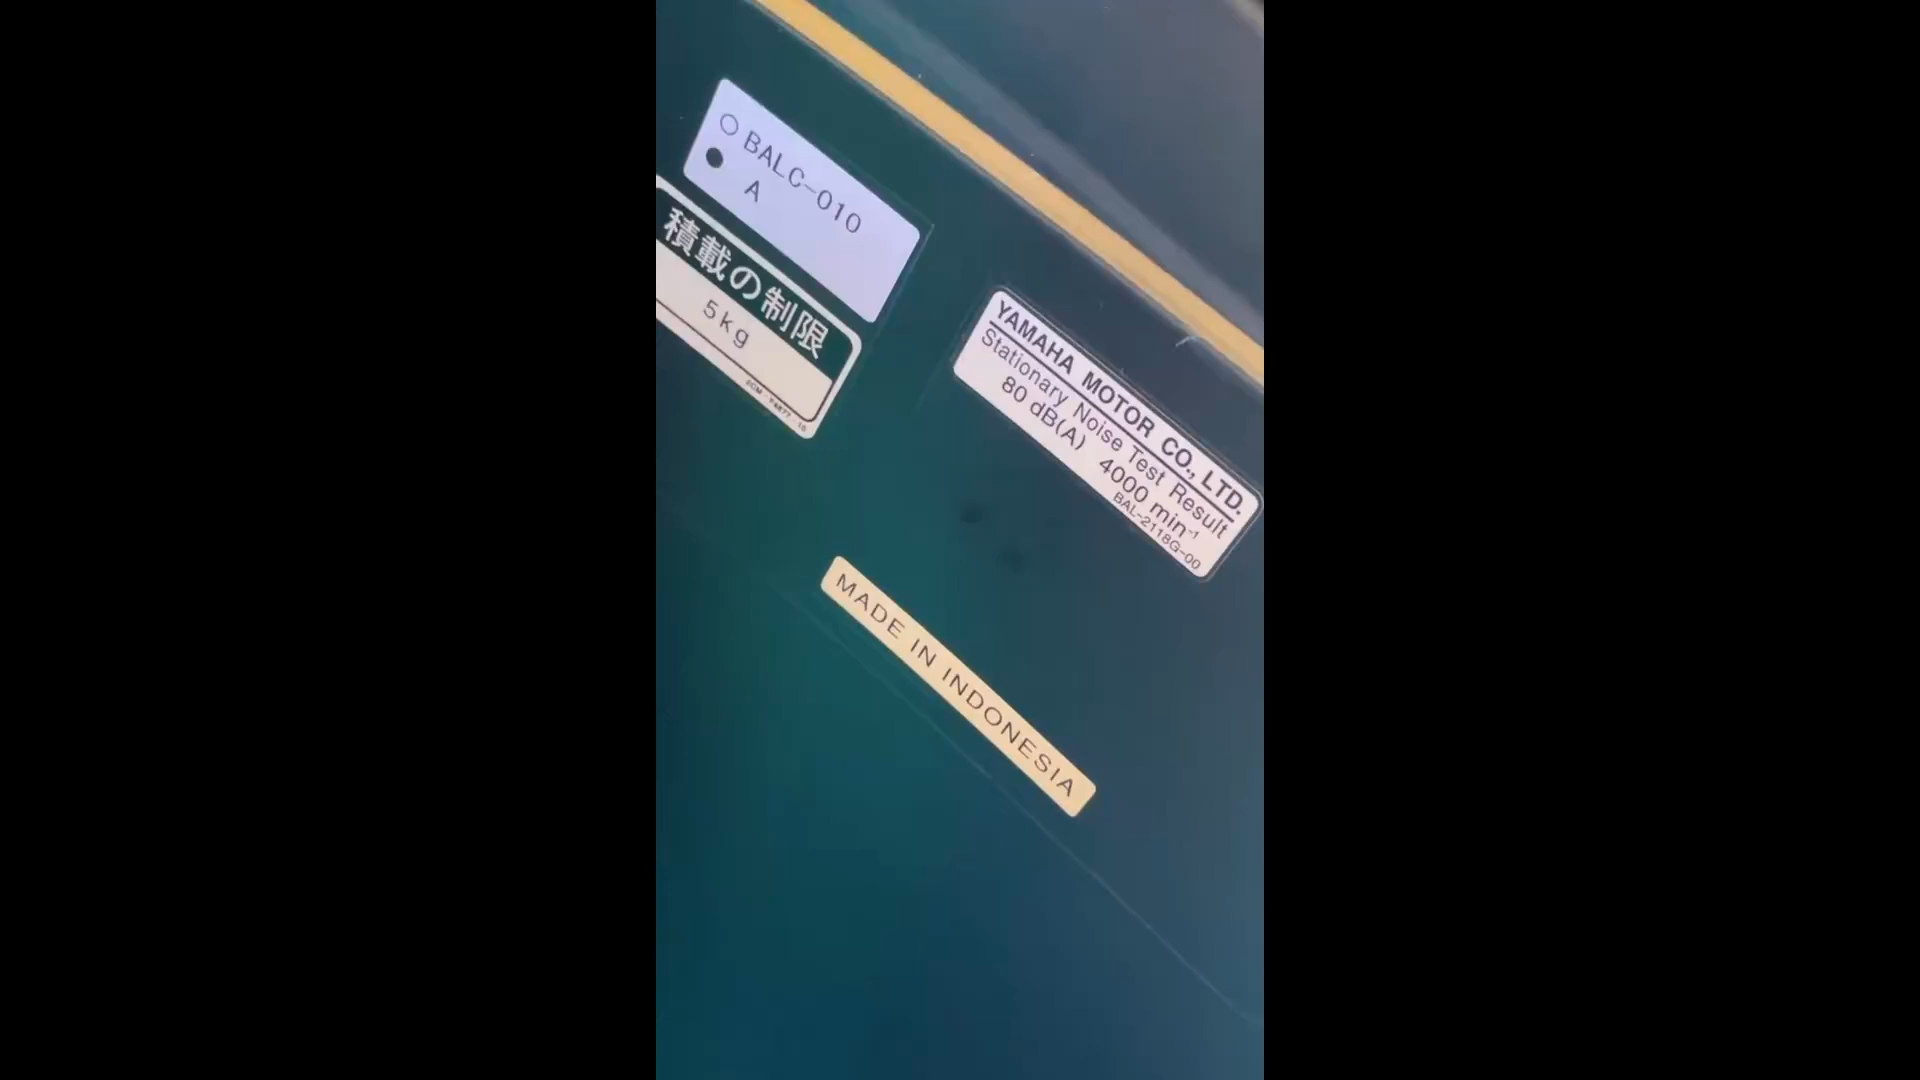 ○ BALC-010
● A
積載の制限
5kg
YAMAHA MOTOR CO., LTD.
Stationary Noise Test Result
80 dB(A) 4000 min⁻¹
BAL-2118G-00
MADE IN INDONESIA